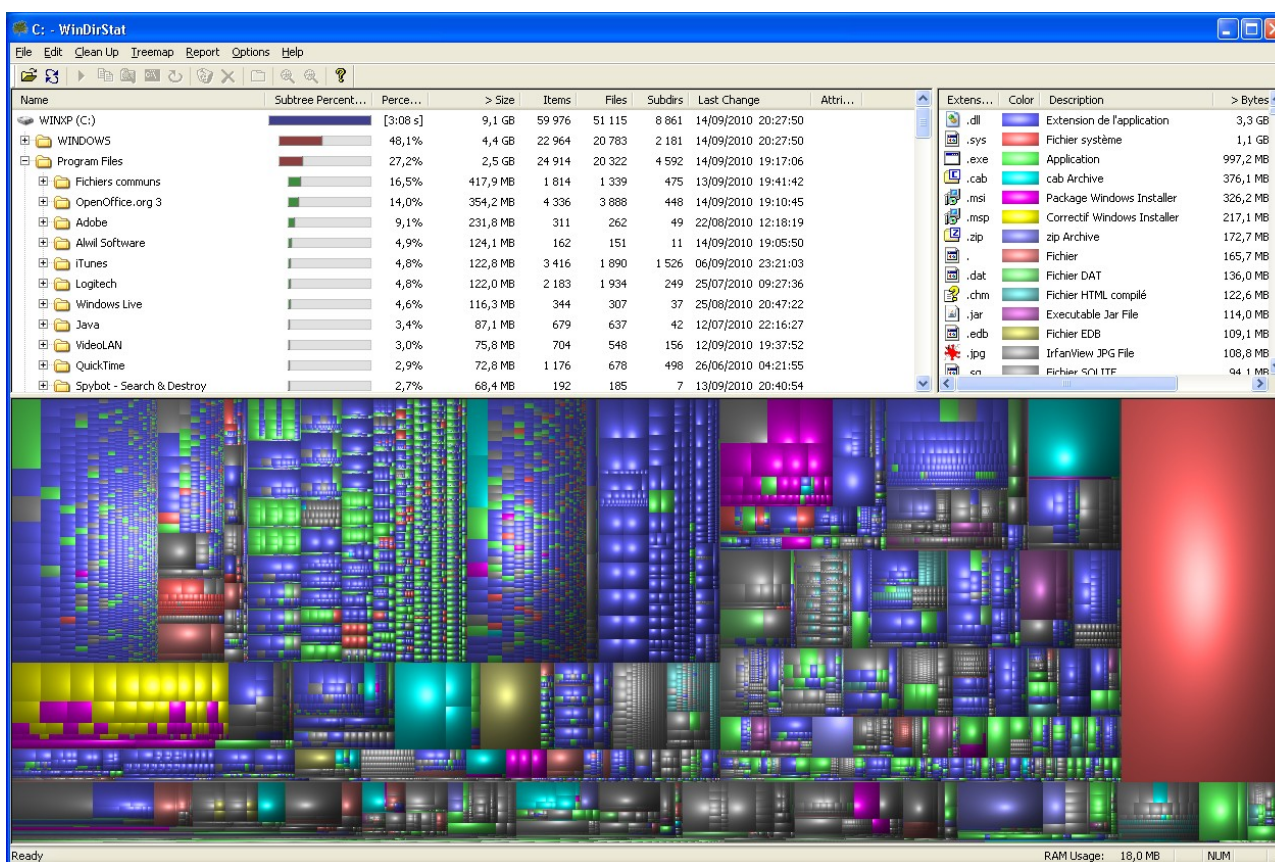 C: - WinDirStat
File Edit Clean Up Treemap Report Options Help
Name Subtree Percent... Perce... > Size Items Files Subdirs Last Change Attri...
WINXP (C:) [3:08 s] 9,1 GB 59 976 51 115 8 861 14/09/2010 20:27:50
WINDOWS 48,1% 4,4 GB 22 964 20 783 2 181 14/09/2010 20:27:50
Program Files 27,2% 2,5 GB 24 914 20 322 4 592 14/09/2010 19:17:06
Fichiers communs 16,5% 417,9 MB 1 814 1 339 475 13/09/2010 19:41:42
OpenOffice.org 3 14,0% 354,2 MB 4 336 3 888 448 14/09/2010 19:10:45
Adobe 9,1% 231,8 MB 311 262 49 22/08/2010 12:18:19
Alwil Software 4,9% 124,1 MB 162 151 11 14/09/2010 19:05:50
iTunes 4,8% 122,8 MB 3 416 1 890 1 526 06/09/2010 23:21:03
Logitech 4,8% 122,0 MB 2 183 1 934 249 25/07/2010 09:27:36
Windows Live 4,6% 116,3 MB 344 307 37 25/08/2010 20:47:22
Java 3,4% 87,1 MB 679 637 42 12/07/2010 22:16:27
VideoLAN 3,0% 75,8 MB 704 548 156 12/09/2010 19:37:52
QuickTime 2,9% 72,8 MB 1 176 678 498 26/06/2010 04:21:55
Spybot - Search & Destroy 2,7% 68,4 MB 192 185 7 13/09/2010 20:40:54
Extens... Color Description > Bytes
.dll Extension de l'application 3,3 GB
.sys Fichier système 1,1 GB
.exe Application 997,2 MB
.cab cab Archive 376,1 MB
.msi Package Windows Installer 326,2 MB
.msp Correctif Windows Installer 217,1 MB
.zip zip Archive 172,7 MB
. Fichier 165,7 MB
.dat Fichier DAT 136,0 MB
.chm Fichier HTML compilé 122,6 MB
.jar Executable Jar File 114,0 MB
.edb Fichier EDB 109,1 MB
.jpg IrfanView JPG File 108,8 MB
Fichier SQLITE 94,1 MB
Ready
RAM Usage: 18,0 MB NUM